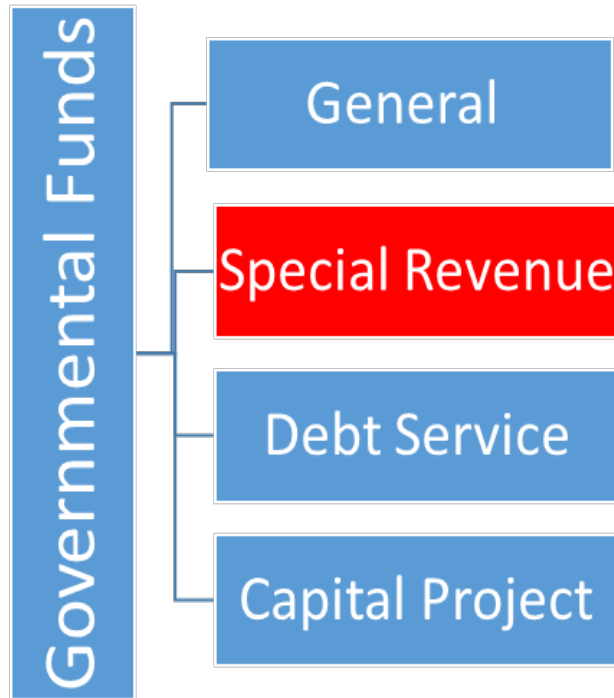 Governmental Funds
General
Special Revenue
Debt Service
Capital Project